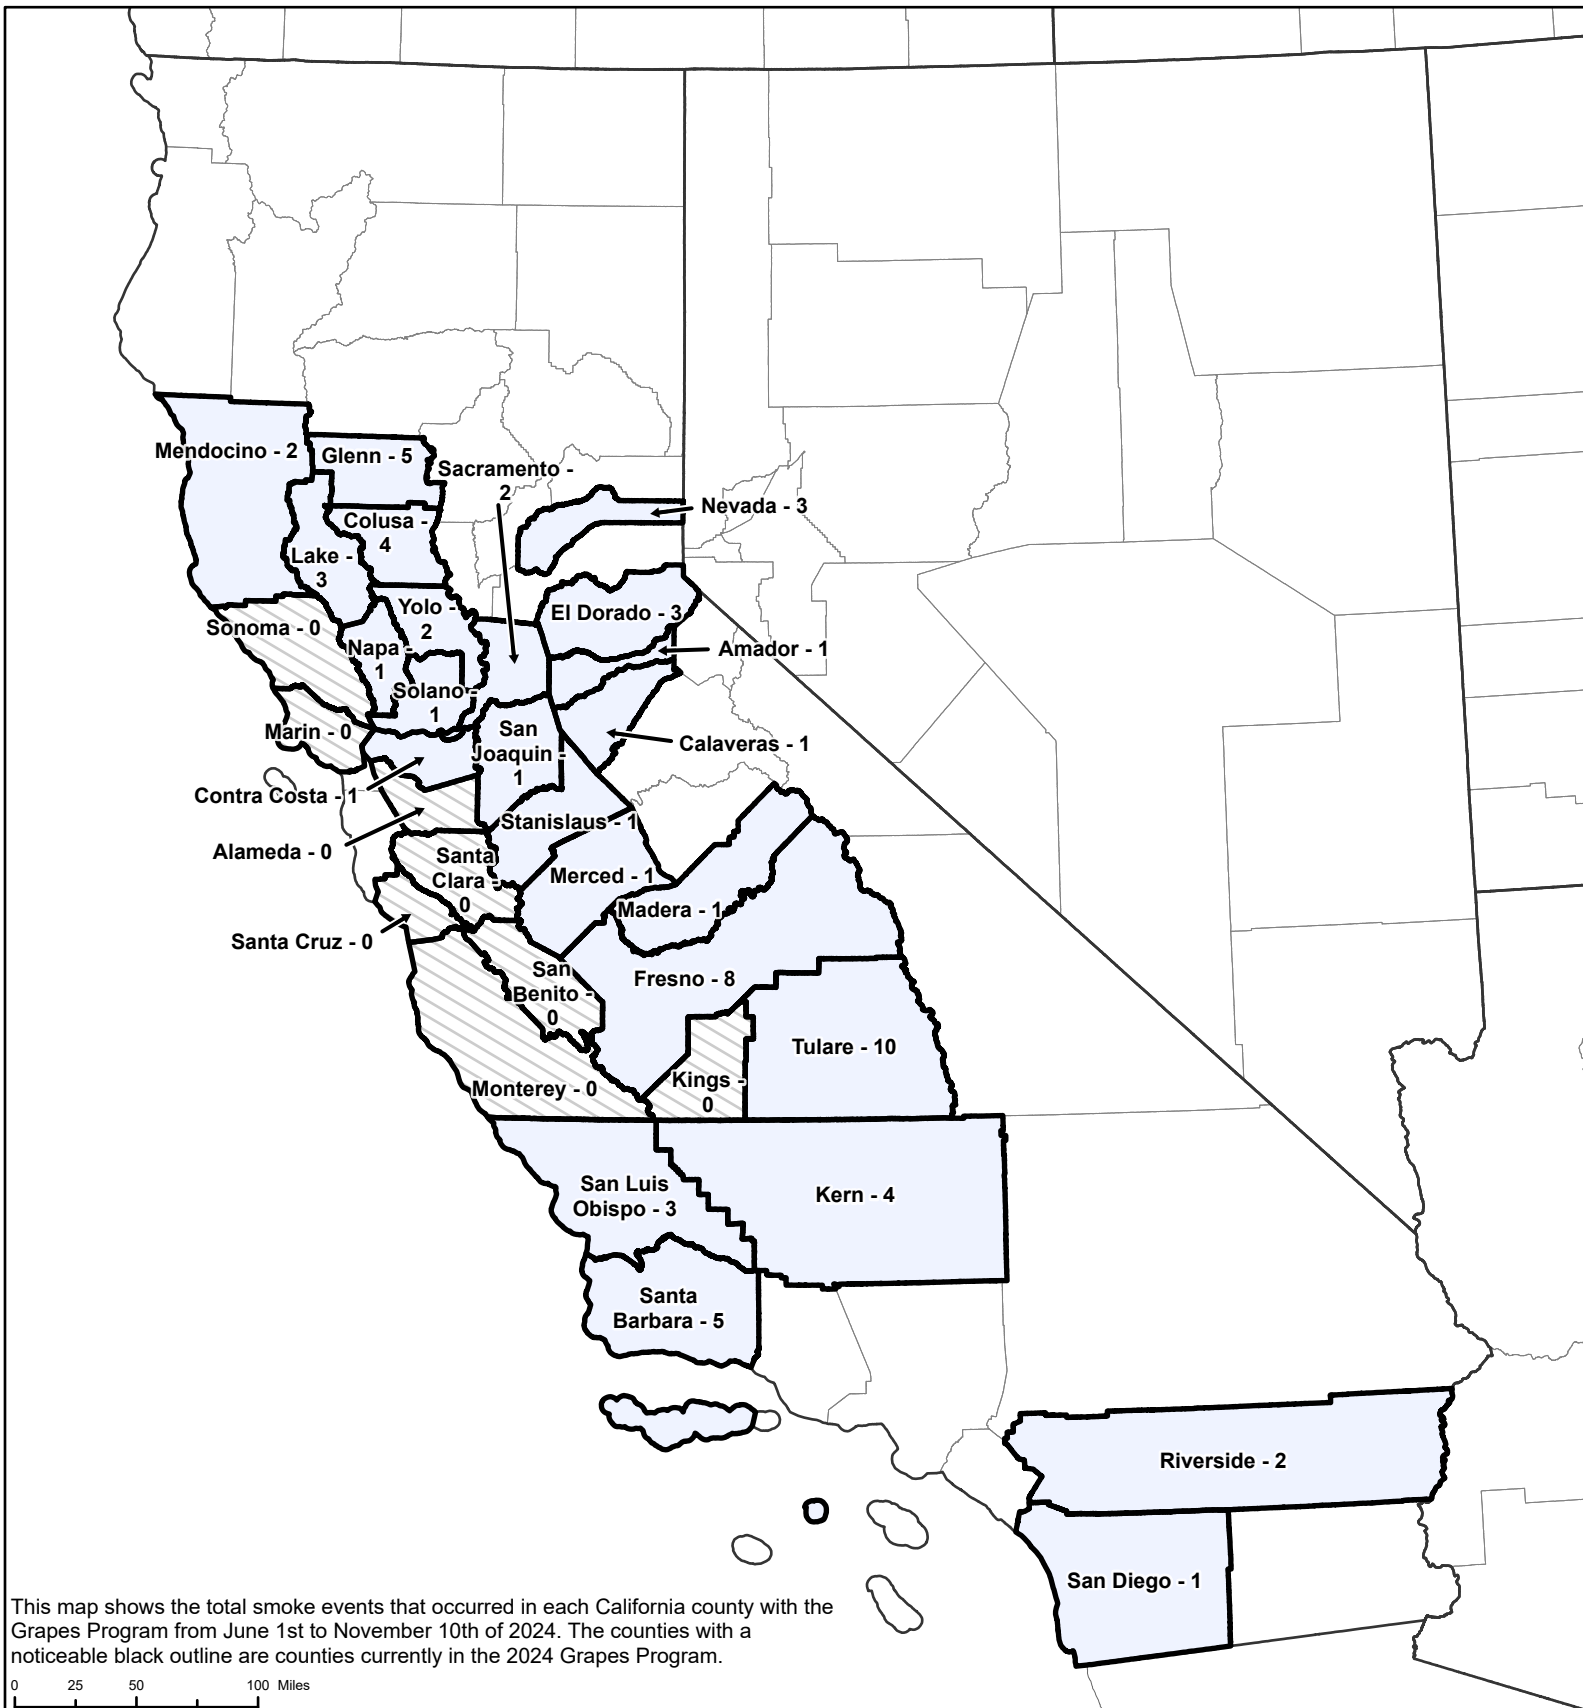 Mendocino - 2
Glenn - 5
Sacramento -
2
Nevada - 3
Colusa -
4
Lake -
3
Yolo -
2
El Dorado - 3
Sonoma - 0
Napa -
1
Amador - 1
Solano -
1
Marin - 0
San
Joaquin -
1
Calaveras - 1
Contra Costa - 1
Stanislaus - 1
Alameda - 0
Santa
Clara -
0
Merced - 1
Madera - 1
Santa Cruz - 0
San
Benito -
0
Fresno - 8
Tulare - 10
Kings -
0
Monterey - 0
San Luis
Obispo - 3
Kern - 4
Santa
Barbara - 5
Riverside - 2
San Diego - 1
This map shows the total smoke events that occurred in each California county with the
Grapes Program from June 1st to November 10th of 2024. The counties with a
noticeable black outline are counties currently in the 2024 Grapes Program.
0 25 50 100 Miles